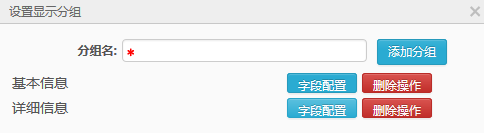 设置显示分组 ×
分组名: * 添加分组
基本信息 字段配置 删除操作
详细信息 字段配置 删除操作